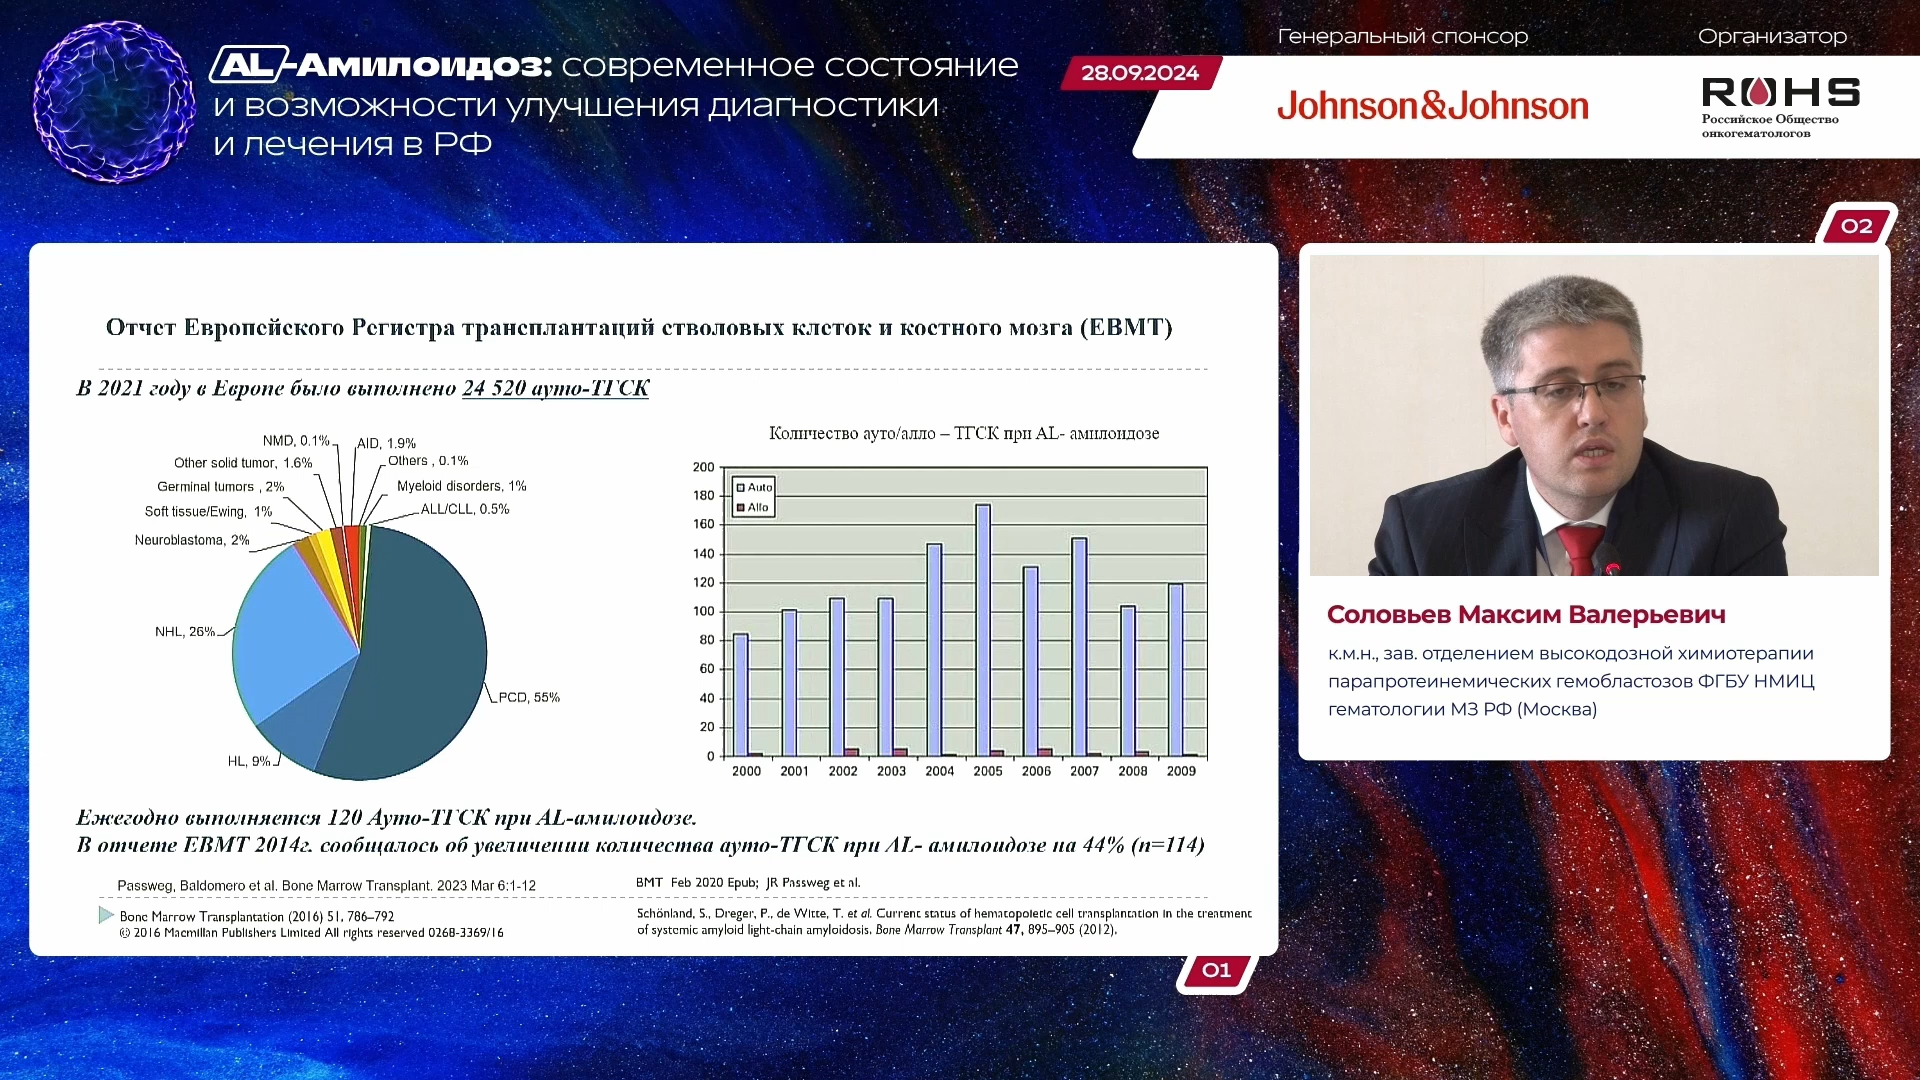 AL-Амилоидоз: современное состояние
и возможности улучшения диагностики
и лечения в РФ
28.09.2024
Генеральный спонсор
Johnson&Johnson
Организатор
ROHS
Российское Общество
онкогематологов
Отчет Европейского Регистра трансплантаций стволовых клеток и костного мозга (ЕВМТ)
В 2021 году в Европе было выполнено 24 520 ауто-ТГСК
NMD, 0.1%
AID, 1.9%
Other solid tumor, 1.6%
Others , 0.1%
Germinal tumors , 2%
Myeloid disorders, 1%
Soft tissue/Ewing, 1%
ALL/CLL, 0.5%
Neuroblastoma, 2%
NHL, 26%
PCD, 55%
HL, 9%
Количество ауто/алло – ТГСК при AL- амилоидозе
Auto
Allo
200
180
160
140
120
100
80
60
40
20
0
2000 2001 2002 2003 2004 2005 2006 2007 2008 2009
Ежегодно выполняется 120 Ауто-ТГСК при AL-амилоидозе.
В отчете ЕВМТ 2014г. сообщалось об увеличении количества ауто-ТГСК при AL- амилоидозе на 44% (n=114)
Passweg, Baldomero et al. Bone Marrow Transplant. 2023 Mar 6:1-12
BMT Feb 2020 Epub; JR Passweg et al.
Bone Marrow Transplantation (2016) 51, 786–792
© 2016 Macmillan Publishers Limited All rights reserved 0268-3369/16
Schönland, S., Dreger, P., de Witte, T. et al. Current status of hematopoietic cell transplantation in the treatment
of systemic amyloid light-chain amyloidosis. Bone Marrow Transplant 47, 895–905 (2012).
01
02
Соловьев Максим Валерьевич
к.м.н., зав. отделением высокодозной химиотерапии
парапротеинемических гемобластозов ФГБУ НМИЦ
гематологии МЗ РФ (Москва)